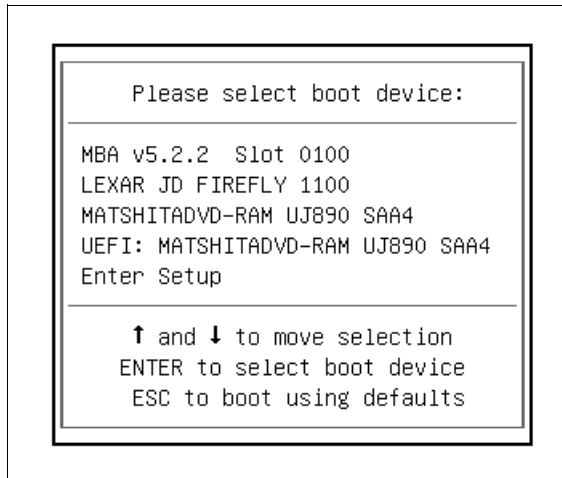 Please select boot device:
MBA v5.2.2  Slot 0100
LEXAR JD FIREFLY 1100
MATSHITADVD-RAM UJ890 SAA4
UEFI: MATSHITADVD-RAM UJ890 SAA4
Enter Setup
↑ and ↓ to move selection
ENTER to select boot device
ESC to boot using defaults